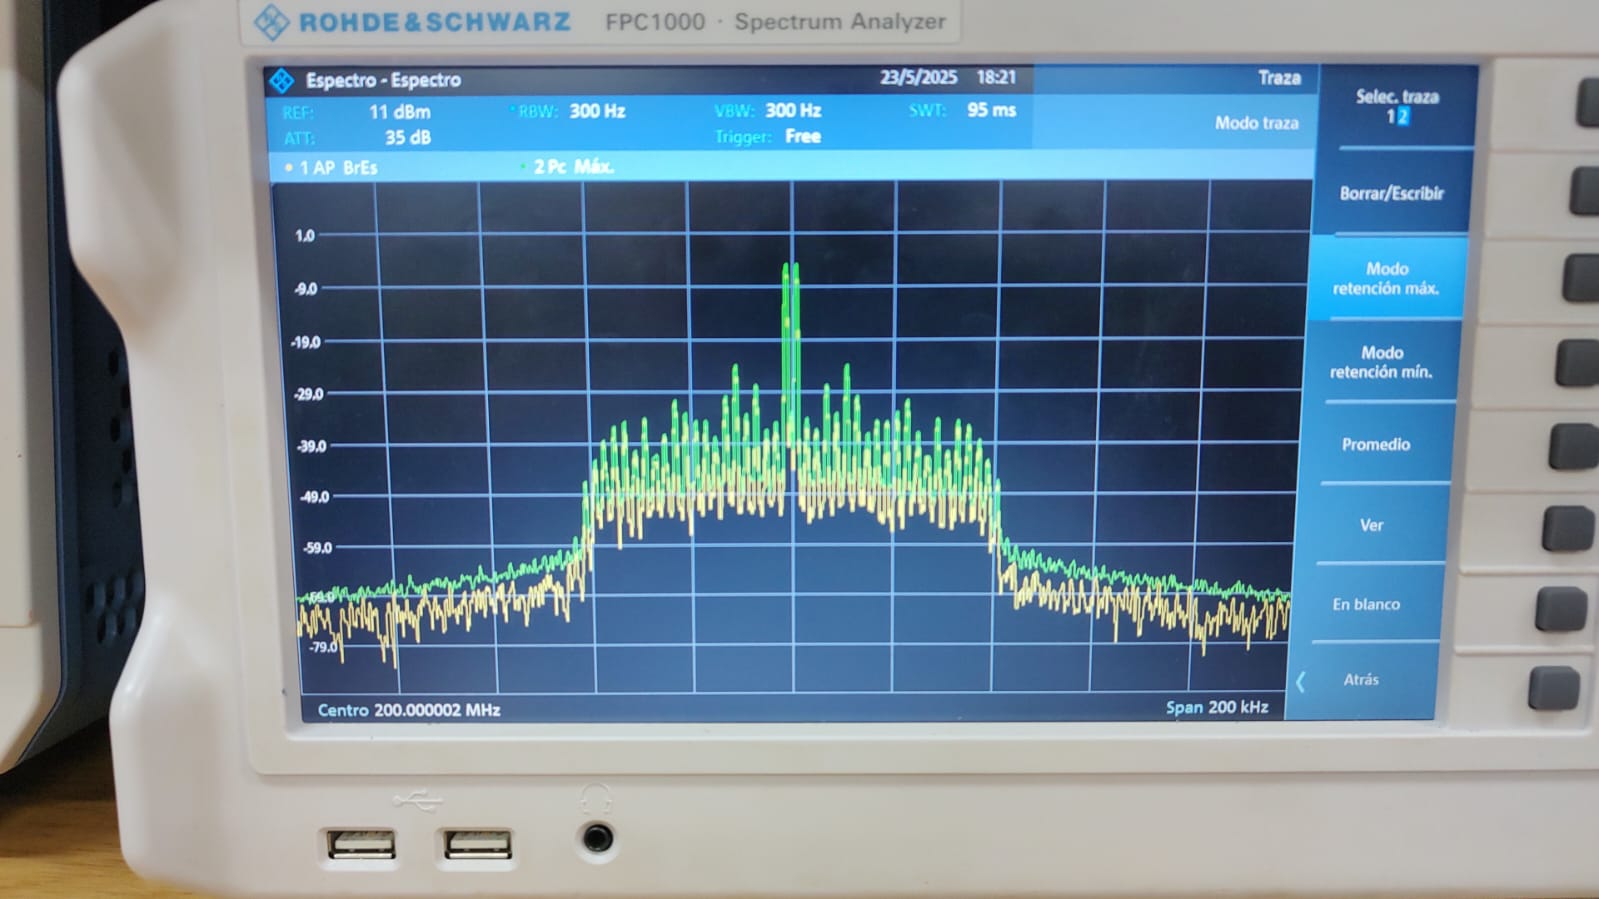 ROHDE & SCHWARZ FPC1000 · Spectrum Analyzer
Espectro - Espectro 23/5/2025 18:21 Traza
REF: 11 dBm RBW: 300 Hz VBW: 300 Hz SWT: 95 ms
ATT: 35 dB Trigger: Free
Modo traza
1 AP BrEs 2 Pc Máx.
1.0
-9.0
-19.0
-29.0
-39.0
-49.0
-59.0
-69.0
-79.0
Centro 200.000002 MHz Span 200 kHz
Selec. traza
1 2
Borrar/Escribir
Modo
retención máx.
Modo
retención mín.
Promedio
Ver
En blanco
Atrás